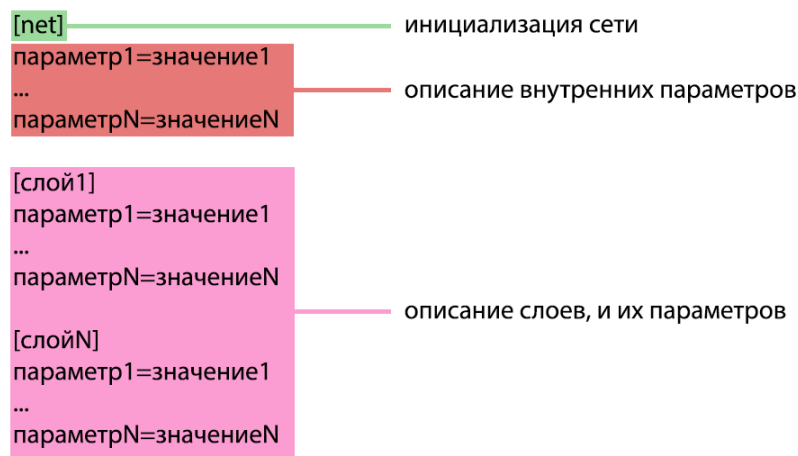 [net]
инициализация сети
параметр1=значение1
...
описание внутренних параметров
параметрN=значениеN
[слой1]
параметр1=значение1
...
параметрN=значениеN
описание слоев, и их параметров
[слойN]
параметр1=значение1
...
параметрN=значениеN